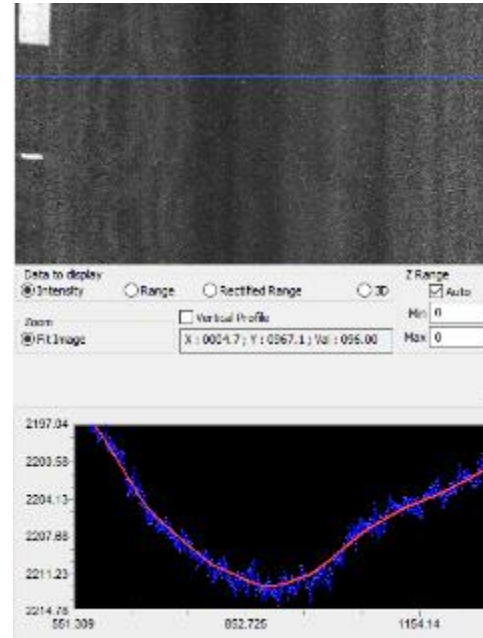 Data to display
Intensity Range Rectified Range 3D
Z Range
Auto
Min 0
Max 0
Zoom
Fit Image
Vertical Profile
X : 0004.7 ; Y : 0967.1 ; Val : 096.00
2197.04
2200.58
2204.13
2207.68
2211.23
2214.78
551.309 852.725 1154.14